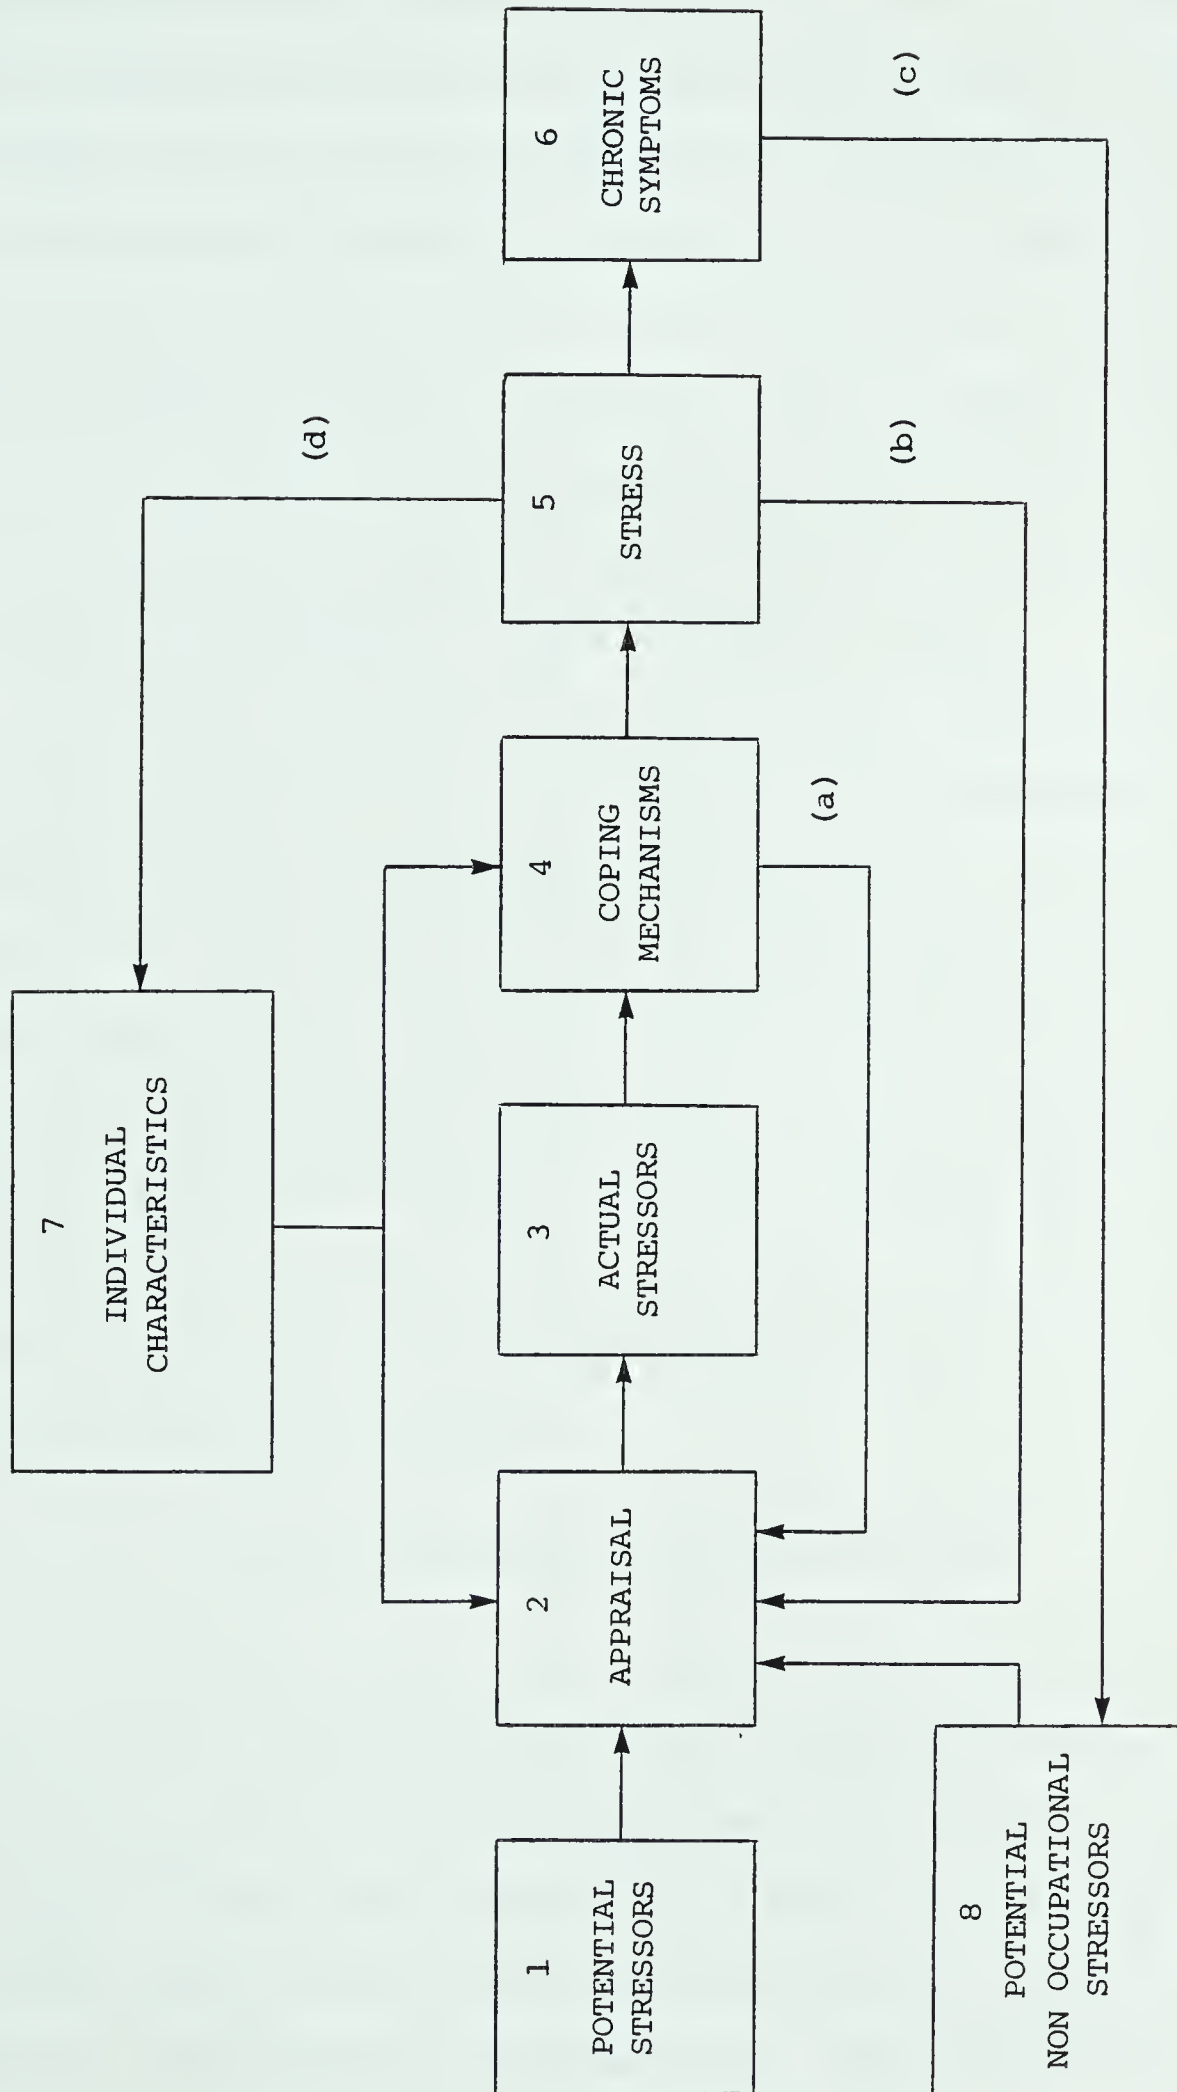 7
INDIVIDUAL
CHARACTERISTICS
(d)
1
POTENTIAL
STRESSORS
2
APPRAISAL
3
ACTUAL
STRESSORS
4
COPING
MECHANISMS
5
STRESS
6
CHRONIC
SYMPTOMS
(a)
(b)
(c)
8
POTENTIAL
NON OCCUPATIONAL
STRESSORS